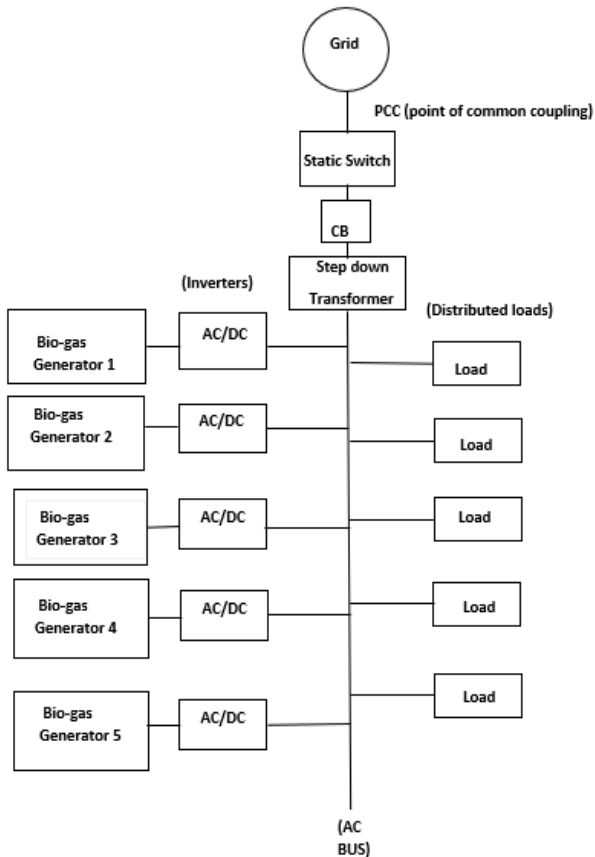 Grid
PCC (point of common coupling)
Static Switch
CB
Step down
Transformer
(Inverters)
(Distributed loads)
Bio-gas
Generator 1
AC/DC
Load
Bio-gas
Generator 2
AC/DC
Load
Bio-gas
Generator 3
AC/DC
Load
Bio-gas
Generator 4
AC/DC
Load
Bio-gas
Generator 5
AC/DC
Load
(AC
BUS)